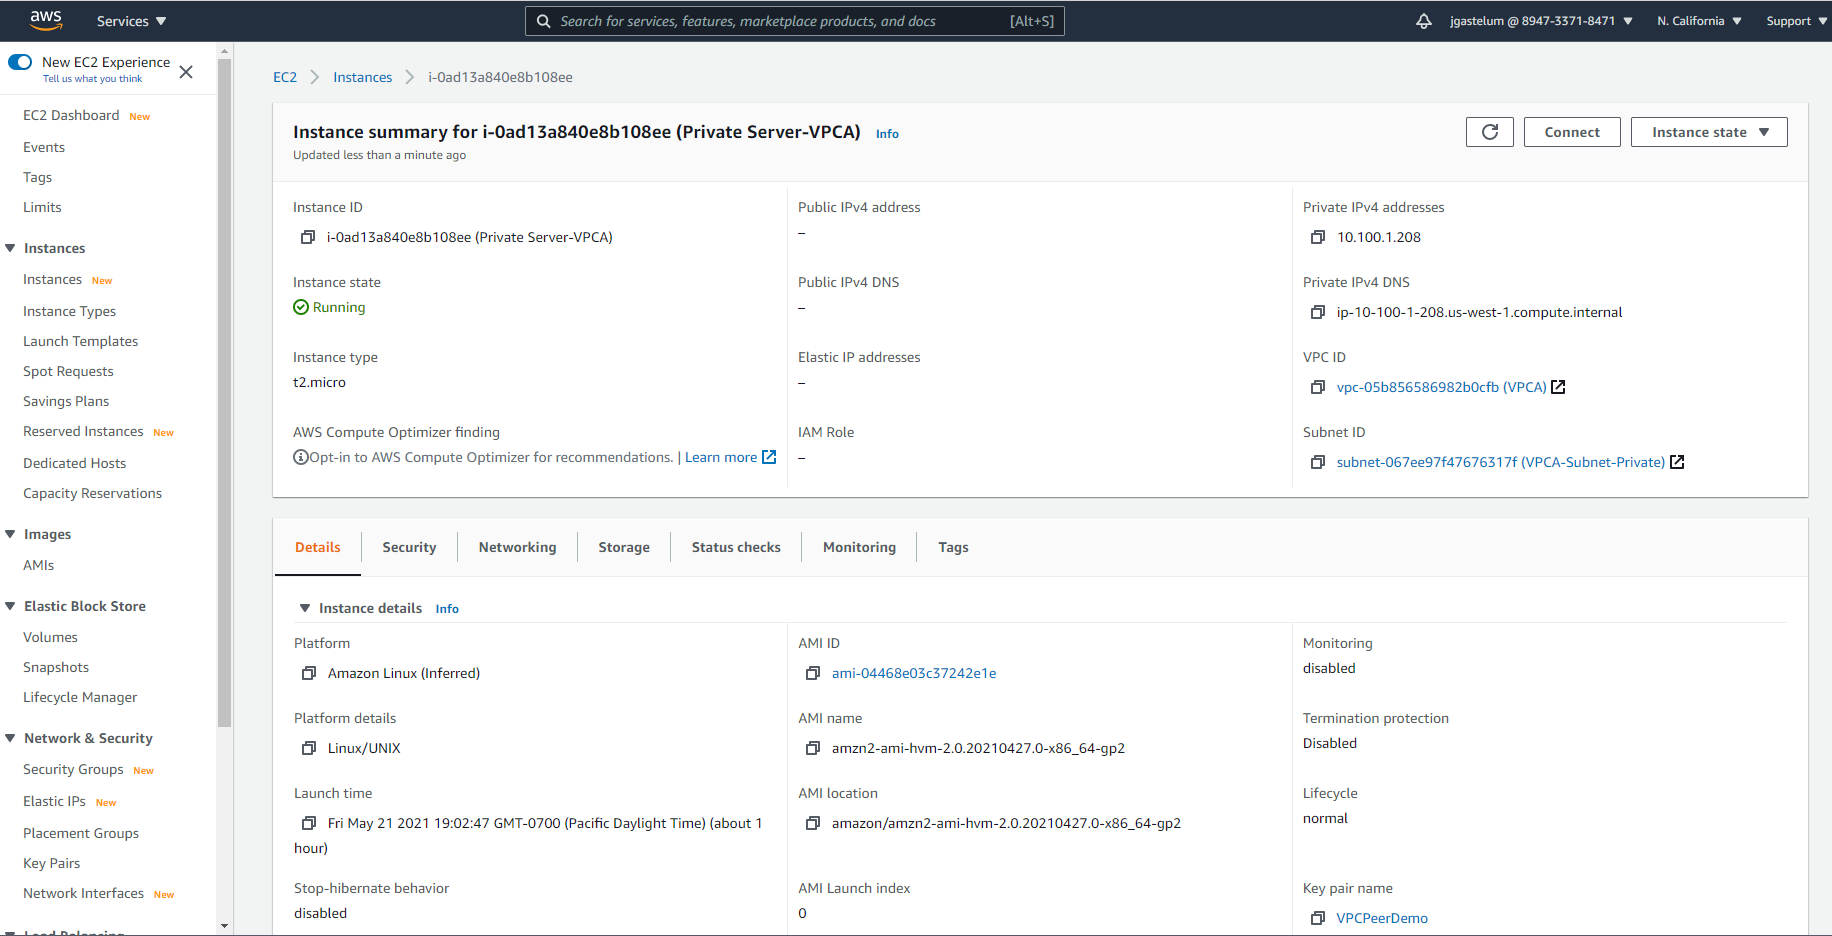 aws Services Search for services, features, marketplace products, and docs [Alt+S] jgastelum @ 8947-3371-8471 N. California Support
New EC2 Experience
Tell us what you think
EC2 Dashboard New
Events
Tags
Limits
Instances
Instances New
Instance Types
Launch Templates
Spot Requests
Savings Plans
Reserved Instances New
Dedicated Hosts
Capacity Reservations
Images
AMIs
Elastic Block Store
Volumes
Snapshots
Lifecycle Manager
Network & Security
Security Groups New
Elastic IPs New
Placement Groups
Key Pairs
Network Interfaces New
EC2 Instances i-0ad13a840e8b108ee
Instance summary for i-0ad13a840e8b108ee (Private Server-VPCA) Info
Updated less than a minute ago
Connect Instance state
Instance ID
i-0ad13a840e8b108ee (Private Server-VPCA)
Instance state
Running
Instance type
t2.micro
AWS Compute Optimizer finding
Opt-in to AWS Compute Optimizer for recommendations. | Learn more
Public IPv4 address
–
Public IPv4 DNS
–
Elastic IP addresses
–
IAM Role
–
Private IPv4 addresses
10.100.1.208
Private IPv4 DNS
ip-10-100-1-208.us-west-1.compute.internal
VPC ID
vpc-05b856586982b0cfb (VPCA)
Subnet ID
subnet-067ee97f47676317f (VPCA-Subnet-Private)
Details Security Networking Storage Status checks Monitoring Tags
Instance details Info
Platform
Amazon Linux (Inferred)
Platform details
Linux/UNIX
Launch time
Fri May 21 2021 19:02:47 GMT-0700 (Pacific Daylight Time) (about 1
hour)
Stop-hibernate behavior
disabled
AMI ID
ami-04468e03c37242e1e
AMI name
amzn2-ami-hvm-2.0.20210427.0-x86_64-gp2
AMI location
amazon/amzn2-ami-hvm-2.0.20210427.0-x86_64-gp2
AMI Launch index
0
Monitoring
disabled
Termination protection
Disabled
Lifecycle
normal
Key pair name
VPCPeerDemo